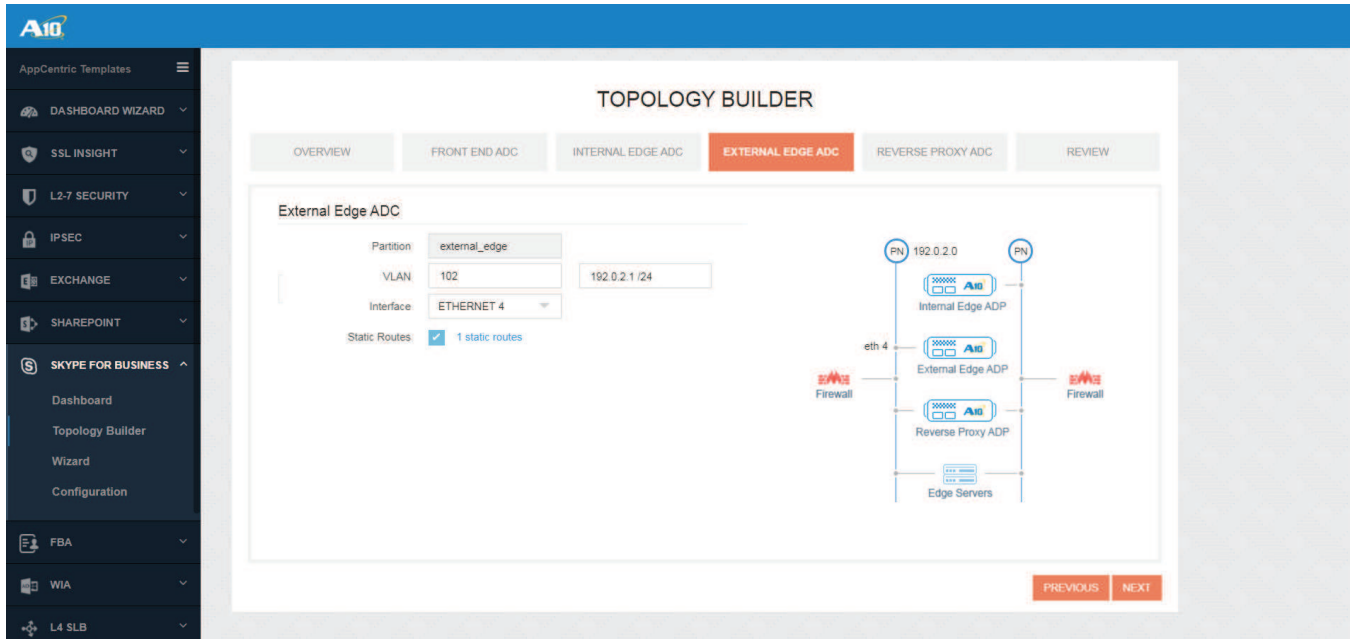 A10
AppCentric Templates
DASHBOARD WIZARD
SSL INSIGHT
L2-7 SECURITY
IPSEC
EXCHANGE
SHAREPOINT
SKYPE FOR BUSINESS
Dashboard
Topology Builder
Wizard
Configuration
FBA
WIA
L4 SLB
TOPOLOGY BUILDER
OVERVIEW FRONT END ADC INTERNAL EDGE ADC EXTERNAL EDGE ADC REVERSE PROXY ADC REVIEW
External Edge ADC
Partition external_edge
VLAN 102 192.0.2.1 /24
Interface ETHERNET 4
Static Routes 1 static routes
PN 192.0.2.0 PN
A10
Internal Edge ADP
eth 4 A10
External Edge ADP
Firewall Firewall
A10
Reverse Proxy ADP
Edge Servers
PREVIOUS NEXT